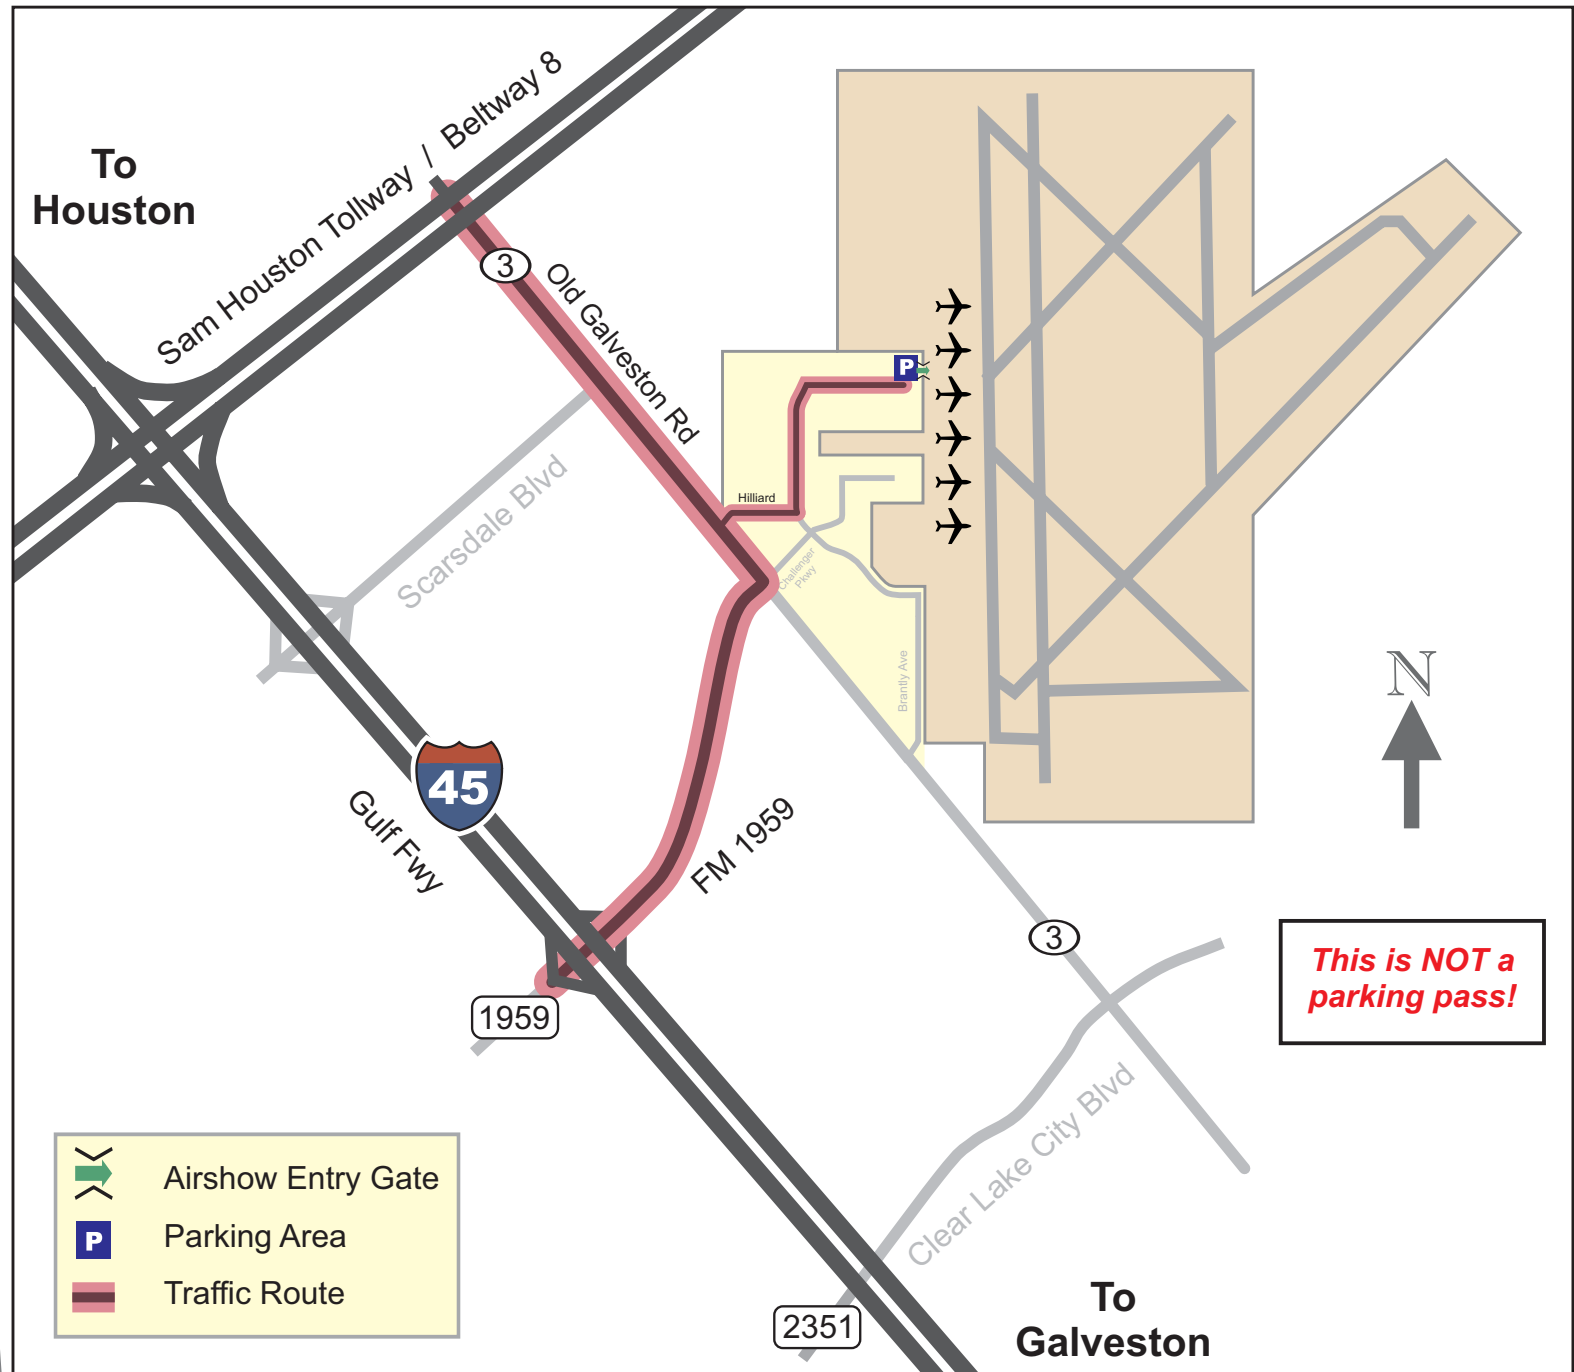 To
Houston
Sam Houston Tollway / Beltway 8
3
Old Galveston Rd
P
Hilliard
Scarsdale Blvd
Challenger
Pkwy
Brantly Ave
N
45
Gulf Fwy
FM 1959
3
This is NOT a
parking pass!
1959
Clear Lake City Blvd
Airshow Entry Gate
P Parking Area
Traffic Route
2351
To
Galveston